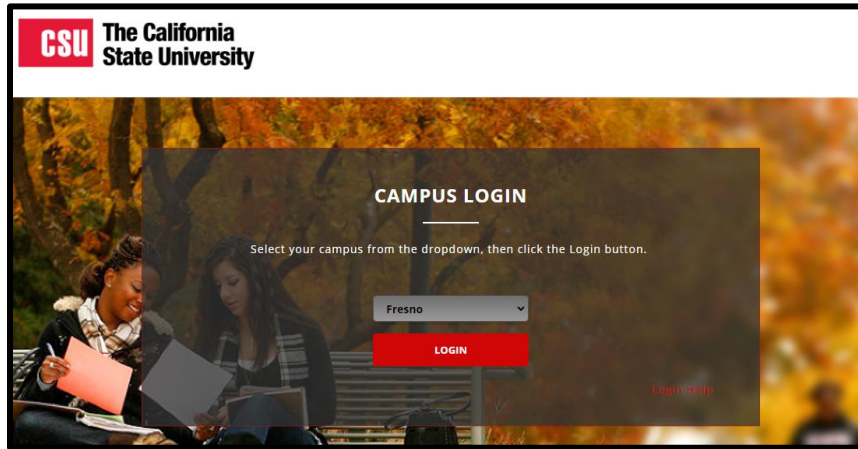 CSU The California
State University
CAMPUS LOGIN
Select your campus from the dropdown, then click the Login button.
Fresno
LOGIN
Login Help